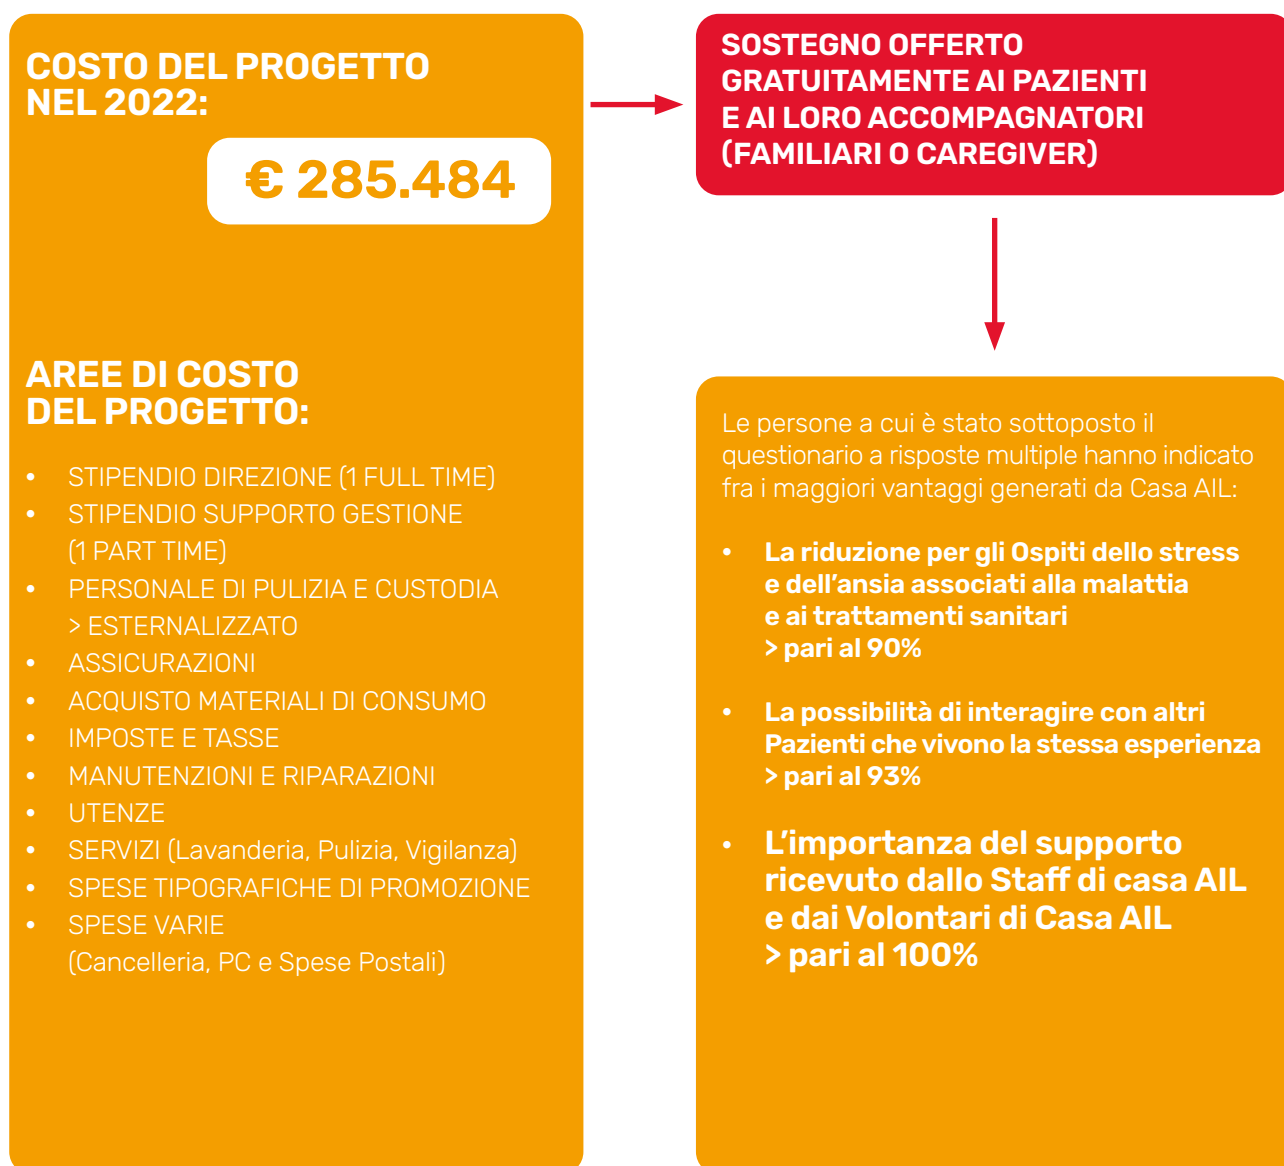 COSTO DEL PROGETTO
NEL 2022:
€ 285.484
AREE DI COSTO
DEL PROGETTO:
• STIPENDIO DIREZIONE (1 FULL TIME)
• STIPENDIO SUPPORTO GESTIONE
(1 PART TIME)
• PERSONALE DI PULIZIA E CUSTODIA
> ESTERNALIZZATO
• ASSICURAZIONI
• ACQUISTO MATERIALI DI CONSUMO
• IMPOSTE E TASSE
• MANUTENZIONI E RIPARAZIONI
• UTENZE
• SERVIZI (Lavanderia, Pulizia, Vigilanza)
• SPESE TIPOGRAFICHE DI PROMOZIONE
• SPESE VARIE
(Cancelleria, PC e Spese Postali)
SOSTEGNO OFFERTO
GRATUITAMENTE AI PAZIENTI
E AI LORO ACCOMPAGNATORI
(FAMILIARI O CAREGIVER)
Le persone a cui è stato sottoposto il
questionario a risposte multiple hanno indicato
fra i maggiori vantaggi generati da Casa AIL:
• La riduzione per gli Ospiti dello stress
e dell’ansia associati alla malattia
e ai trattamenti sanitari
> pari al 90%
• La possibilità di interagire con altri
Pazienti che vivono la stessa esperienza
> pari al 93%
• L’importanza del supporto
ricevuto dallo Staff di casa AIL
e dai Volontari di Casa AIL
> pari al 100%